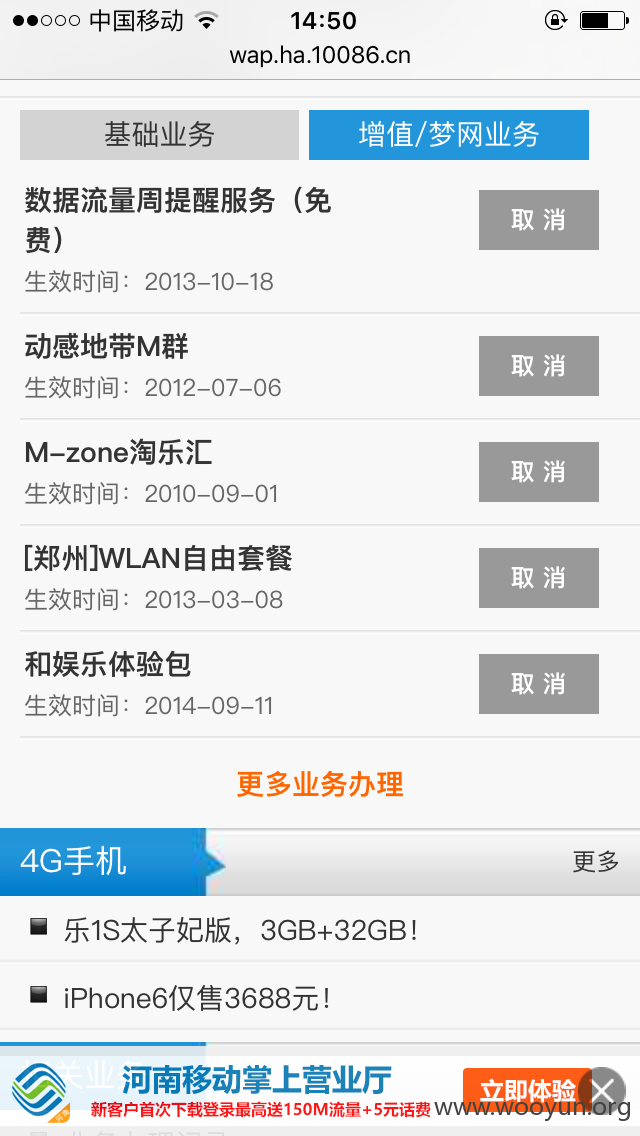 中国移动 14:50
wap.ha.10086.cn
基础业务 增值/梦网业务
数据流量周提醒服务（免
费）
取 消
生效时间：2013-10-18
动感地带M群
取 消
生效时间：2012-07-06
M-zone淘乐汇
取 消
生效时间：2010-09-01
[郑州]WLAN自由套餐
取 消
生效时间：2013-03-08
和娱乐体验包
取 消
生效时间：2014-09-11
更多业务办理
4G手机 更多
乐1S太子妃版，3GB+32GB！
iPhone6仅售3688元！
河南移动掌上营业厅
新客户首次下载登录最高送150M流量+5元话费
立即体验
www.wooyun.org